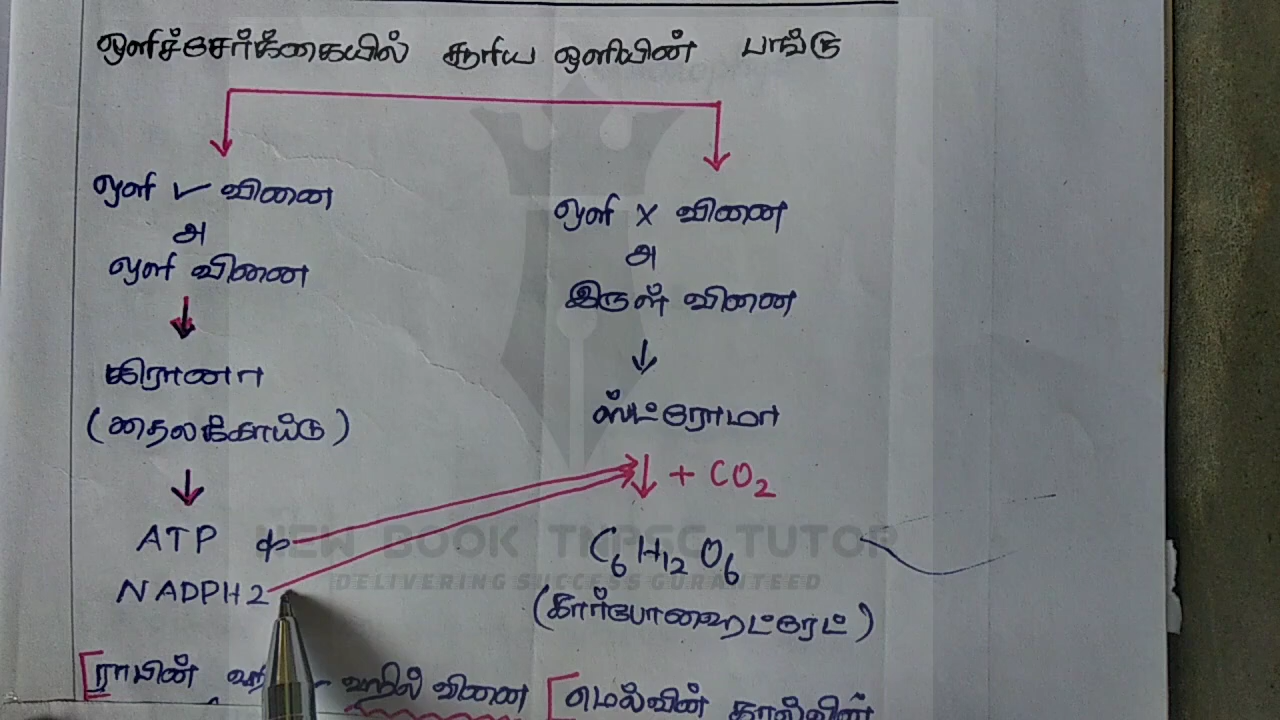 ஒளிச்சேர்க்கையில் சூரிய ஒளியின் பங்கு
ஒளி ✓ வினை
அ
ஒளி வினை
கிரானா
(தைலக்காய்டு)
ATP
NADPH2
ஒளி X வினை
அ
இருள் வினை
ஸ்ட்ரோமா
+ CO2
C6H12O6
(கார்போஹைட்ரேட்)
[ராபின் ஹில் வினை
[மெல்வின் கால்வின்
NEW BOOK TNPSC TUTOR
DELIVERING SUCCESS GURANTEED